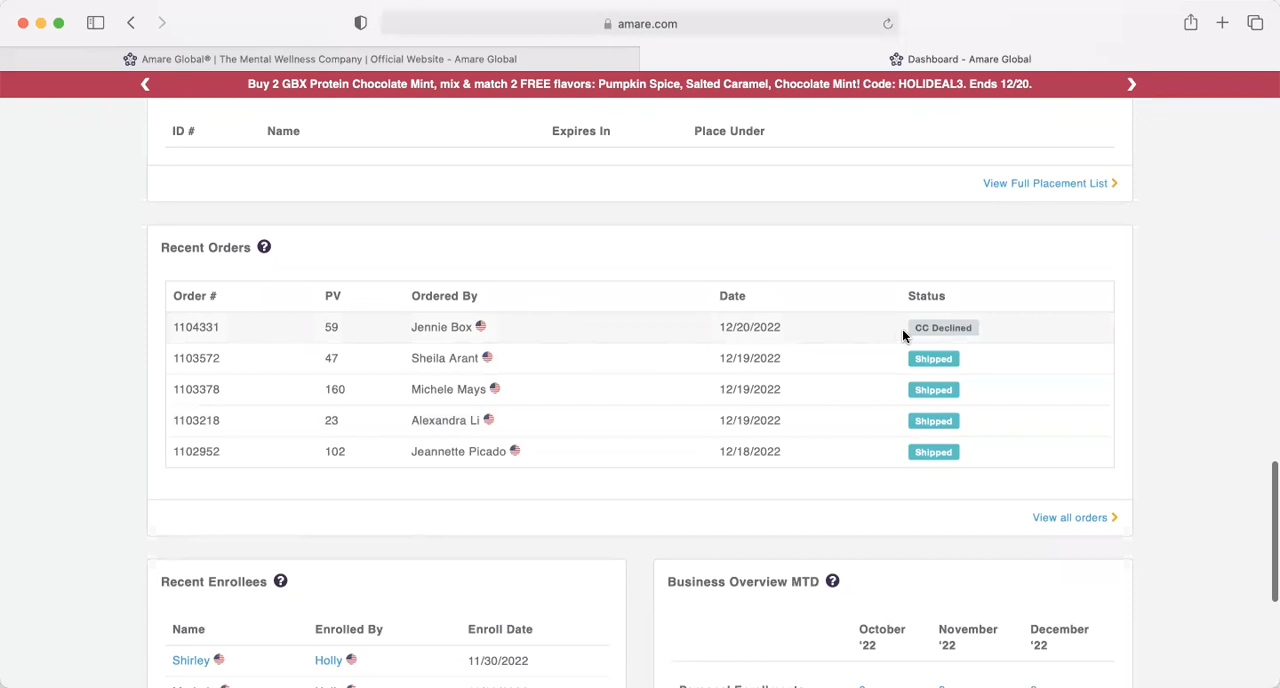 amare.com
Amare Global® | The Mental Wellness Company | Official Website - Amare Global
Dashboard - Amare Global
Buy 2 GBX Protein Chocolate Mint, mix & match 2 FREE flavors: Pumpkin Spice, Salted Caramel, Chocolate Mint! Code: HOLIDEAL3. Ends 12/20.
ID # Name Expires In Place Under
View Full Placement List
Recent Orders ?
Order # PV Ordered By Date Status
1104331 59 Jennie Box 12/20/2022 CC Declined
1103572 47 Sheila Arant 12/19/2022 Shipped
1103378 160 Michele Mays 12/19/2022 Shipped
1103218 23 Alexandra Li 12/19/2022 Shipped
1102952 102 Jeannette Picado 12/18/2022 Shipped
View all orders
Recent Enrollees ?
Name Enrolled By Enroll Date
Shirley Holly 11/30/2022
Business Overview MTD ?
October '22 November '22 December '22